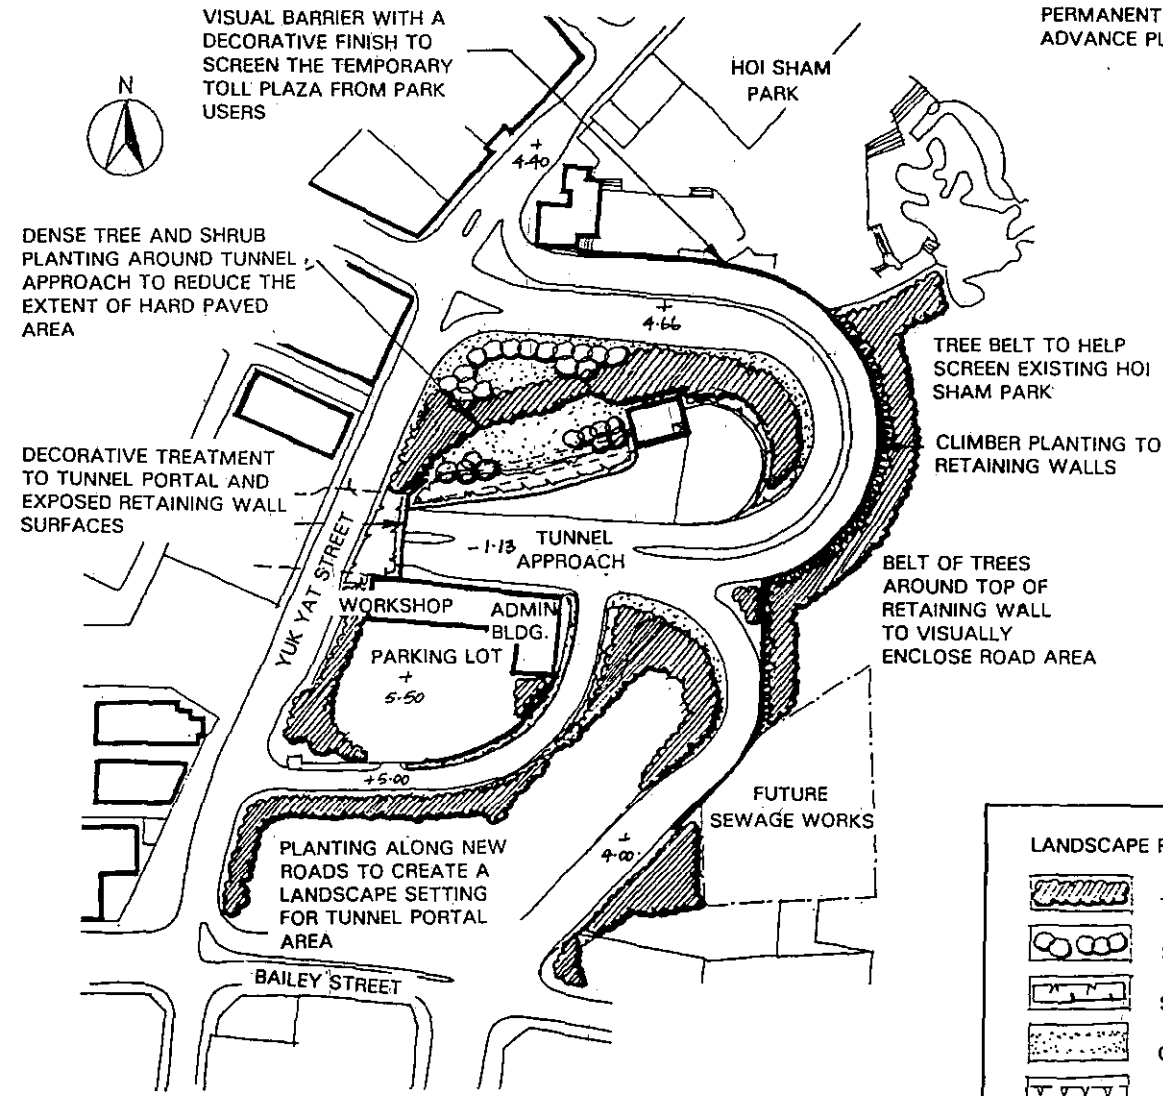 VISUAL BARRIER WITH A
DECORATIVE FINISH TO
SCREEN THE TEMPORARY
TOLL PLAZA FROM PARK
USERS
PERMANENT
ADVANCE
N
HOI SHAM
PARK
4.40
DENSE TREE AND SHRUB
PLANTING AROUND TUNNEL
APPROACH TO REDUCE THE
EXTENT OF HARD PAVED
AREA
4.66
TREE BELT TO HELP
SCREEN EXISTING HOI
SHAM PARK
CLIMBER PLANTING TO
RETAINING WALLS
DECORATIVE TREATMENT
TO TUNNEL PORTAL AND
EXPOSED RETAINING WALL
SURFACES
-1.13
TUNNEL
APPROACH
BELT OF TREES
AROUND TOP OF
RETAINING WALL
TO VISUALLY
ENCLOSE ROAD AREA
YUK YAT STREET
WORKSHOP
ADMIN
BLDG.
PARKING LOT
5.50
+5.00
FUTURE
SEWAGE WORKS
4.00
PLANTING ALONG NEW
ROADS TO CREATE A
LANDSCAPE SETTING
FOR TUNNEL PORTAL
AREA
BAILEY STREET
LANDSCAPE